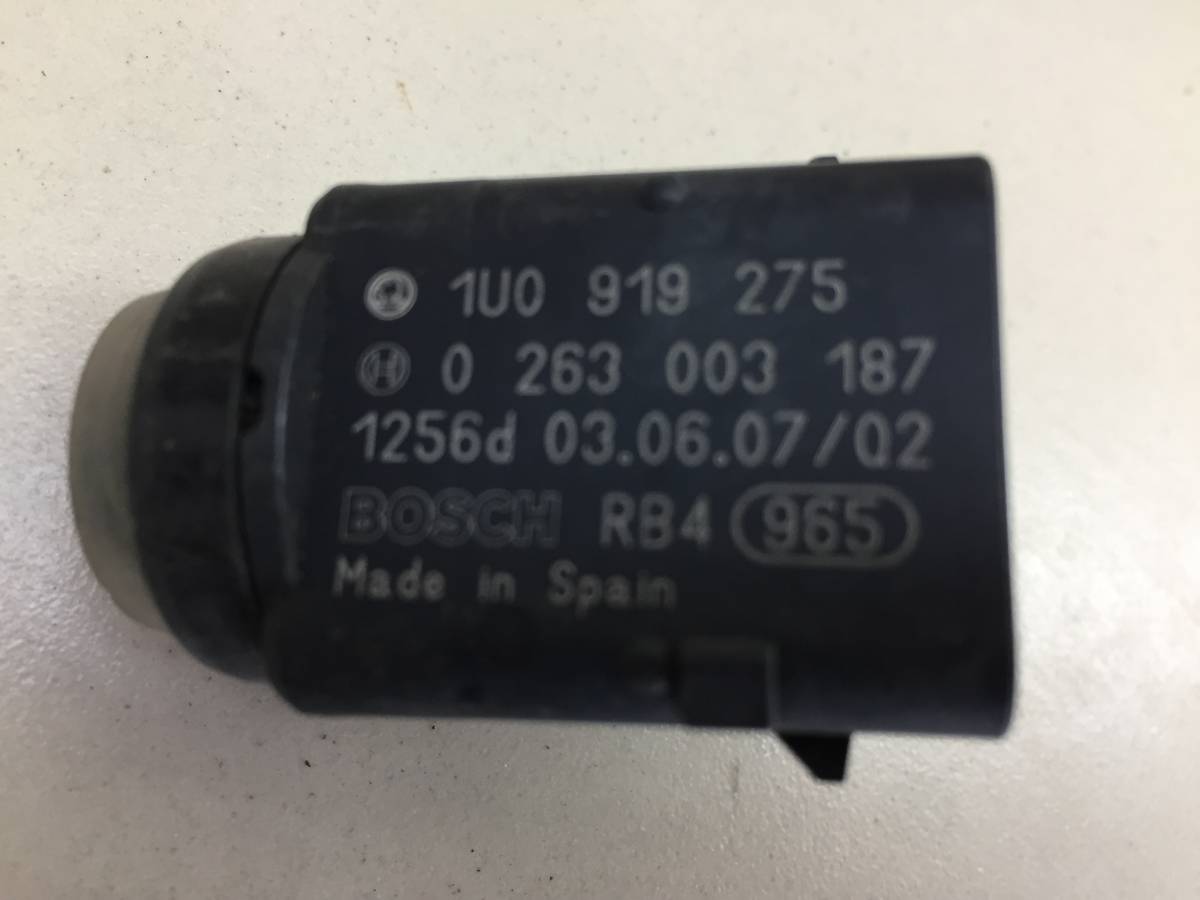 1U0 919 275
0 263 003 187
1256d 03.06.07/02
BOSCH RB4 965
Made in Spain